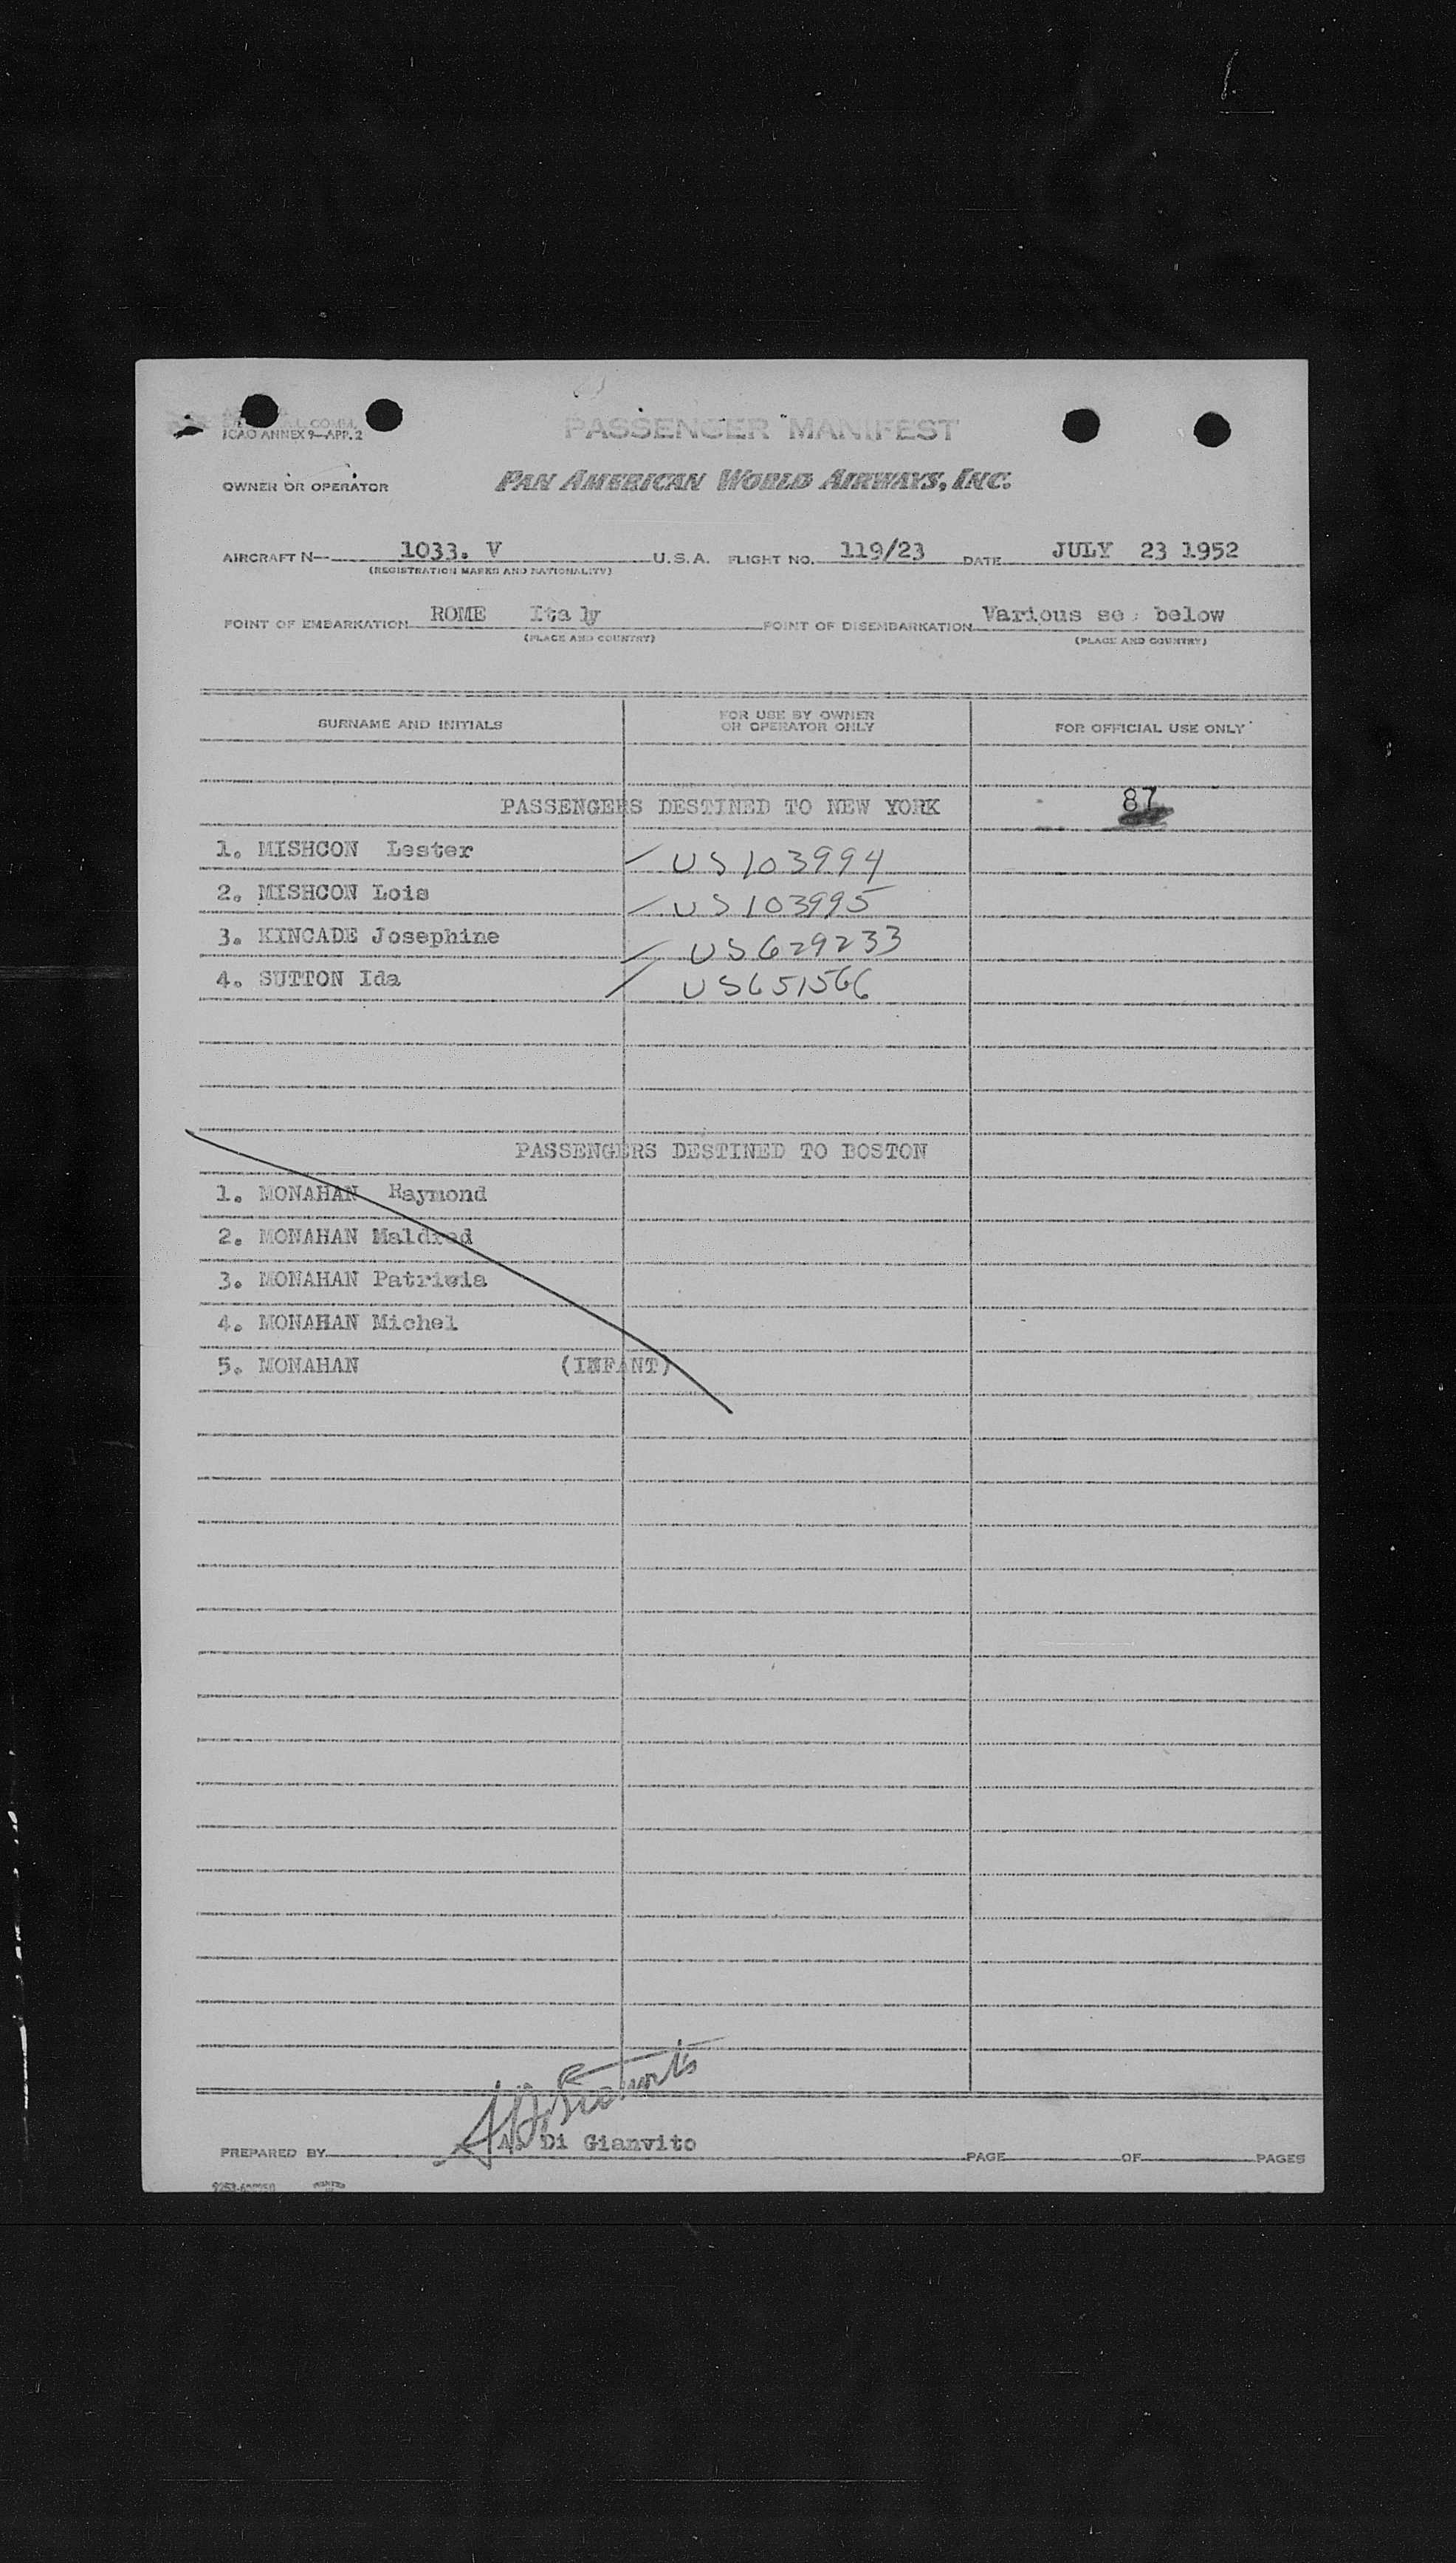 ICAO ANNEX 9—APP. 2
PASSENGER MANIFEST
OWNER OR OPERATOR PAN AMERICAN WORLD AIRWAYS, INC.
AIRCRAFT N— 1033. V U.S.A. FLIGHT NO. 119/23 DATE JULY 23 1952
(REGISTRATION MARKS AND NATIONALITY)
POINT OF EMBARKATION ROME Italy POINT OF DISEMBARKATION Various se: below
(PLACE AND COUNTRY) (PLACE AND COUNTRY)
SURNAME AND INITIALS FOR USE BY OWNER OR OPERATOR ONLY FOR OFFICIAL USE ONLY
PASSENGERS DESTINED TO NEW YORK 87
1. MISHCON Lester US103994
2. MISHCON Lois US103995
3. KINCADE Josephine US629233
4. SUTTON Ida US651566
PASSENGERS DESTINED TO BOSTON
1. MONAHAN Raymond
2. MONAHAN Maldred
3. MONAHAN Patricia
4. MONAHAN Michel
5. MONAHAN (INFANT)
PREPARED BY A. Di Gianvito PAGE OF PAGES